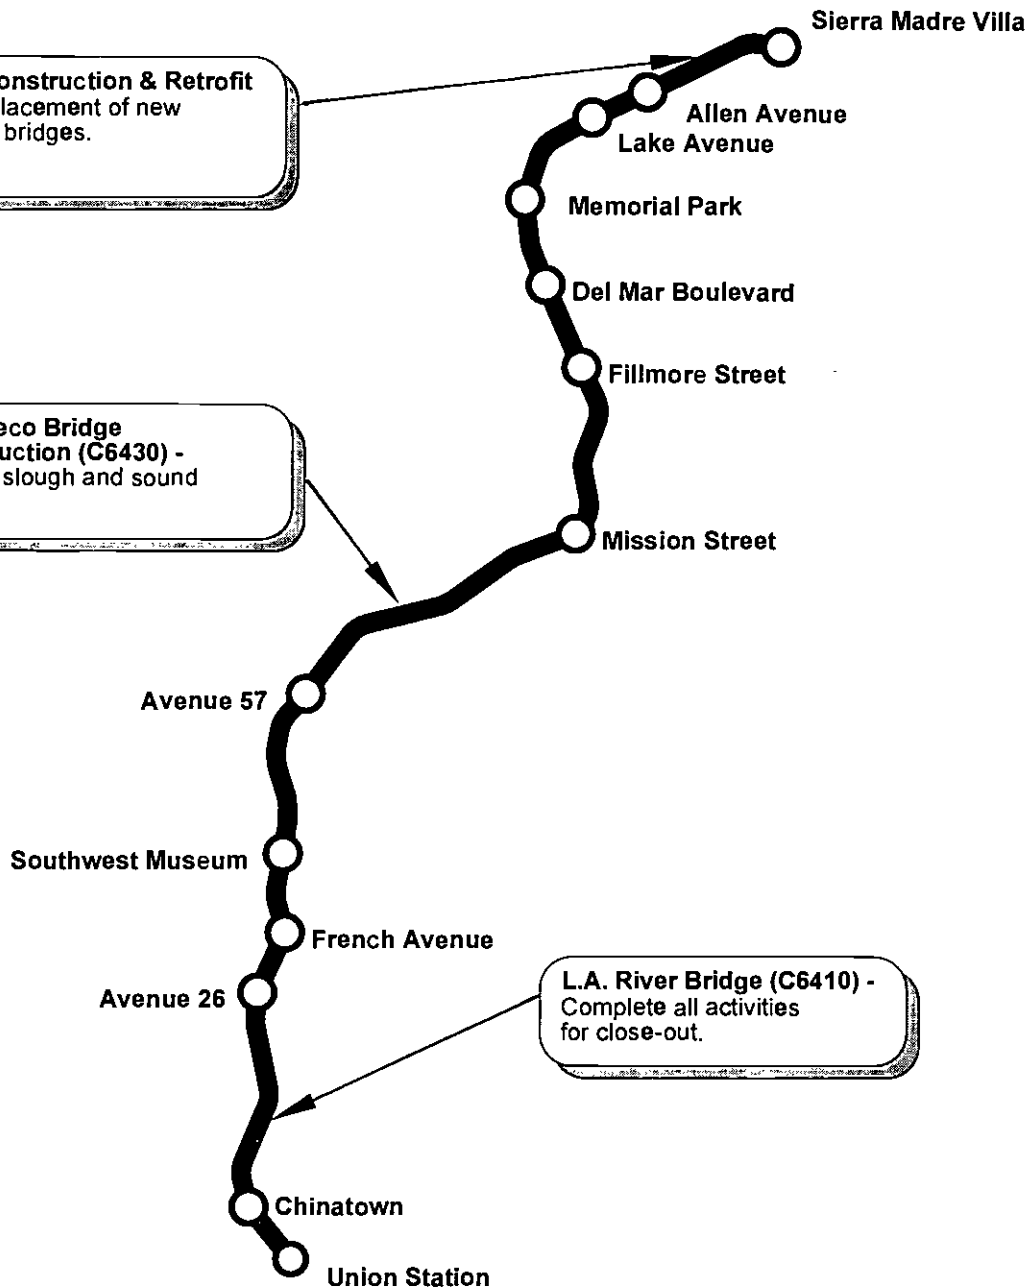 Sierra Madre Villa
onstruction & Retrofit
lacement of new
bridges.
Allen Avenue
Lake Avenue
Memorial Park
Del Mar Boulevard
Fillmore Street
eco Bridge
uction (C6430) -
slough and sound
Mission Street
Avenue 57
Southwest Museum
French Avenue
Avenue 26
L.A. River Bridge (C6410) -
Complete all activities
for close-out.
Chinatown
Union Station